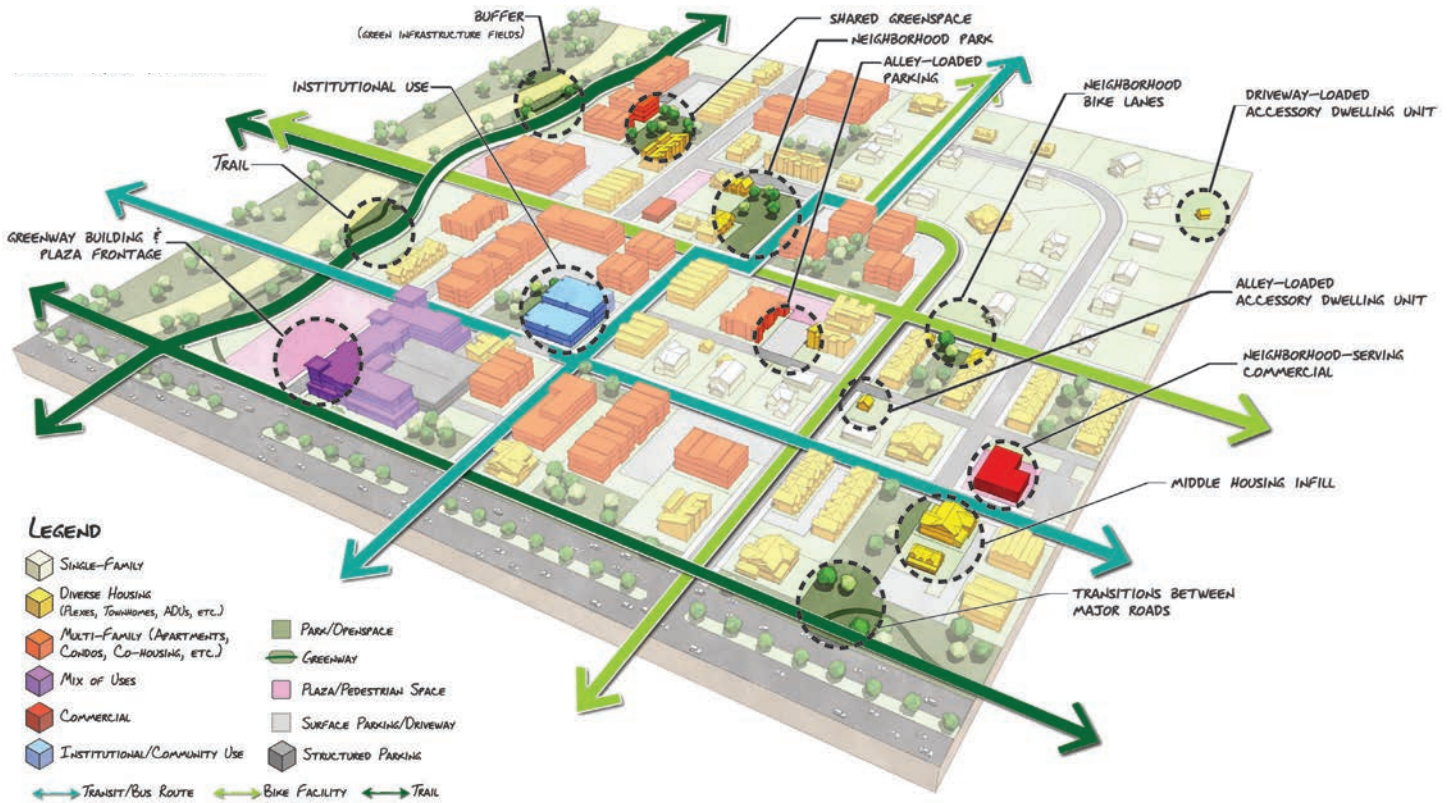 BUFFER
(GREEN INFRASTRUCTURE FIELDS)
SHARED GREENSPACE
NEIGHBORHOOD PARK
ALLEY-LOADED
PARKING
INSTITUTIONAL USE
NEIGHBORHOOD
BIKE LANES
DRIVEWAY-LOADED
ACCESSORY DWELLING UNIT
TRAIL
GREENWAY BUILDING &
PLAZA FRONTAGE
ALLEY-LOADED
ACCESSORY DWELLING UNIT
NEIGHBORHOOD-SERVING
COMMERCIAL
MIDDLE HOUSING INFILL
TRANSITIONS BETWEEN
MAJOR ROADS
LEGEND
SINGLE-FAMILY
DIVERSE HOUSING
(PLEXES, TOWNHOMES, ADUS, ETC.)
MULTI-FAMILY (APARTMENTS,
CONDOS, CO-HOUSING, ETC.)
MIX OF USES
COMMERCIAL
INSTITUTIONAL/COMMUNITY USE
PARK/OPENSPACE
GREENWAY
PLAZA/PEDESTRIAN SPACE
SURFACE PARKING/DRIVEWAY
STRUCTURED PARKING
TRANSIT/BUS ROUTE
BIKE FACILITY
TRAIL